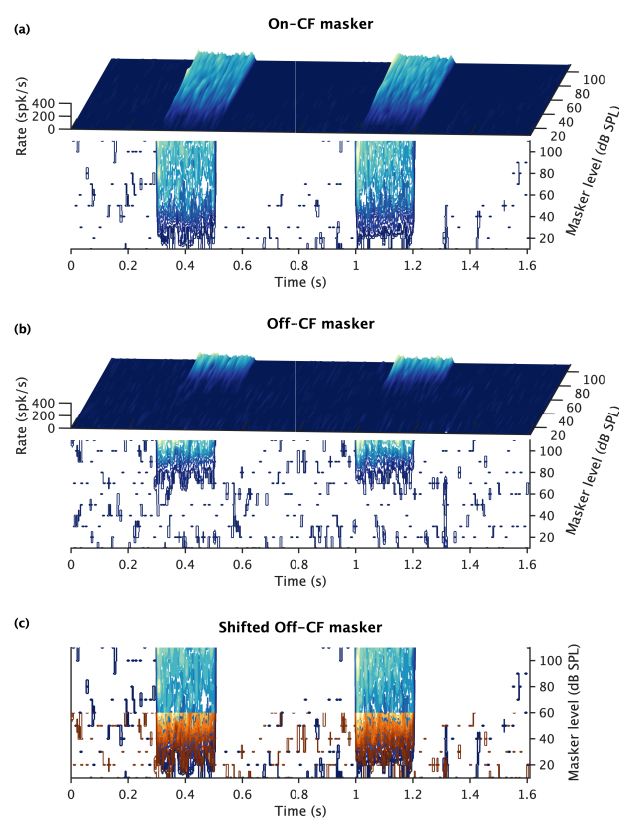 (a)
On-CF masker
Rate (spk/s)
400
200
0
100
80
60
40
20
Masker level (dB SPL)
100
80
60
40
20
0 0.2 0.4 0.6 0.8 1 1.2 1.4 1.6
Time (s)
(b)
Off-CF masker
Rate (spk/s)
400
200
0
100
80
60
40
20
Masker level (dB SPL)
100
80
60
40
20
0 0.2 0.4 0.6 0.8 1 1.2 1.4 1.6
Time (s)
(c)
Shifted Off-CF masker
100
80
60
40
20
Masker level (dB SPL)
0 0.2 0.4 0.6 0.8 1 1.2 1.4 1.6
Time (s)